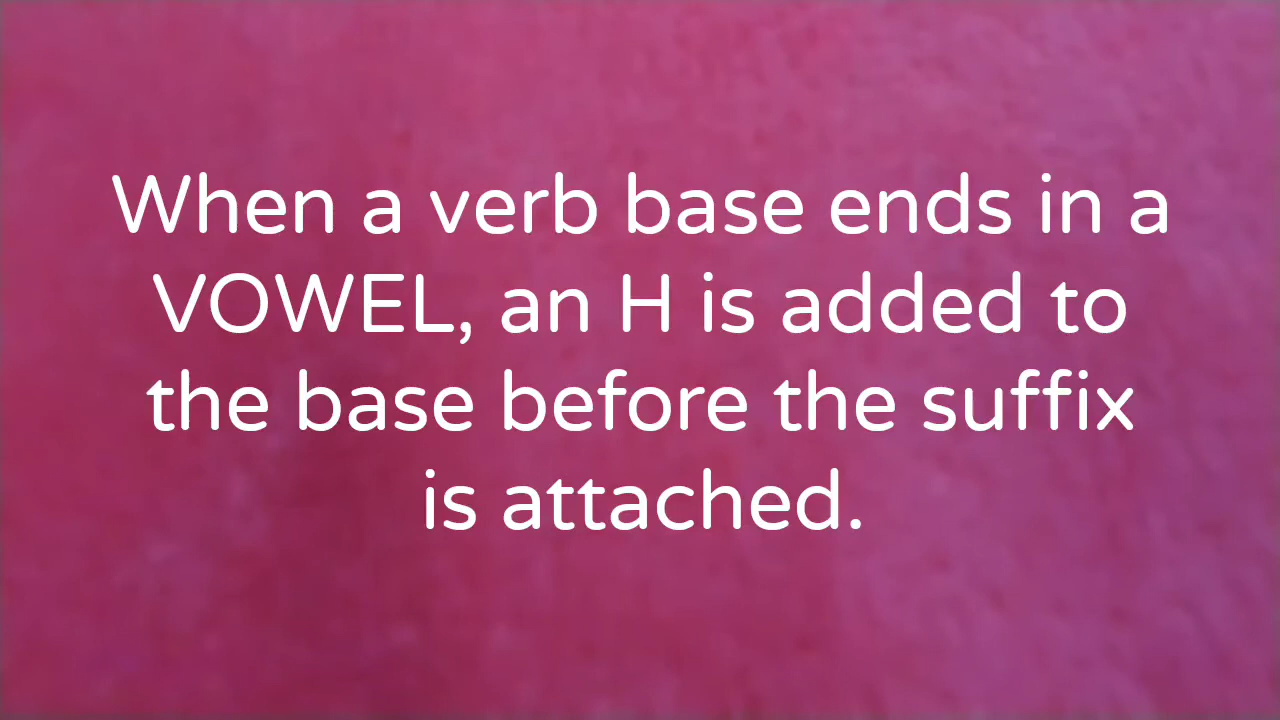 When a verb base ends in a
VOWEL, an H is added to
the base before the suffix
is attached.